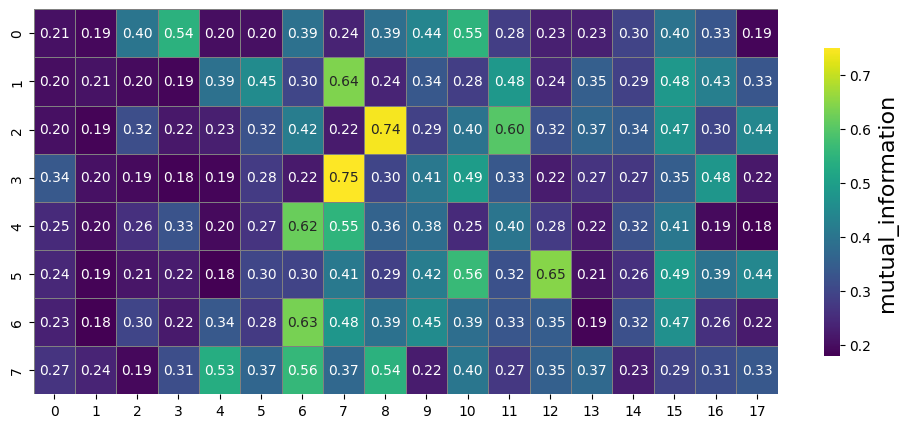 0 0.21 0.19 0.40 0.54 0.20 0.20 0.39 0.24 0.39 0.44 0.55 0.28 0.23 0.23 0.30 0.40 0.33 0.19
1 0.20 0.21 0.20 0.19 0.39 0.45 0.30 0.64 0.24 0.34 0.28 0.48 0.24 0.35 0.29 0.48 0.43 0.33
2 0.20 0.19 0.32 0.22 0.23 0.32 0.42 0.22 0.74 0.29 0.40 0.60 0.32 0.37 0.34 0.47 0.30 0.44
3 0.34 0.20 0.19 0.18 0.19 0.28 0.22 0.75 0.30 0.41 0.49 0.33 0.22 0.27 0.27 0.35 0.48 0.22
4 0.25 0.20 0.26 0.33 0.20 0.27 0.62 0.55 0.36 0.38 0.25 0.40 0.28 0.22 0.32 0.41 0.19 0.18
5 0.24 0.19 0.21 0.22 0.18 0.30 0.30 0.41 0.29 0.42 0.56 0.32 0.65 0.21 0.26 0.49 0.39 0.44
6 0.23 0.18 0.30 0.22 0.34 0.28 0.63 0.48 0.39 0.45 0.39 0.33 0.35 0.19 0.32 0.47 0.26 0.22
7 0.27 0.24 0.19 0.31 0.53 0.37 0.56 0.37 0.54 0.22 0.40 0.27 0.35 0.37 0.23 0.29 0.31 0.33
0 1 2 3 4 5 6 7 8 9 10 11 12 13 14 15 16 17
0.7
0.6
0.5
0.4
0.3
0.2
mutual_information